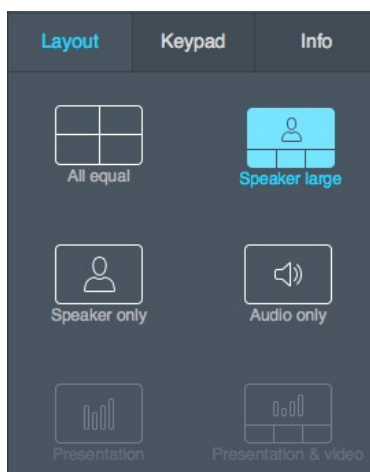 Layout Keypad Info
All equal Speaker large
Speaker only Audio only
Presentation Presentation & video